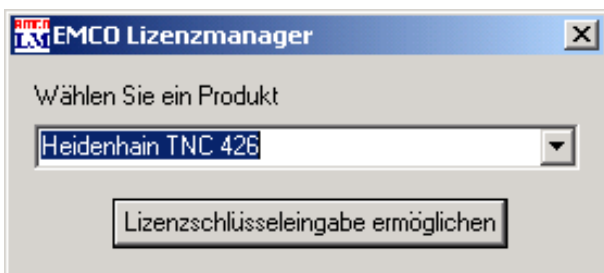 EMCO Lizenzmanager
Wählen Sie ein Produkt
Heidenhain TNC 426
Lizenzschlüsseleingabe ermöglichen